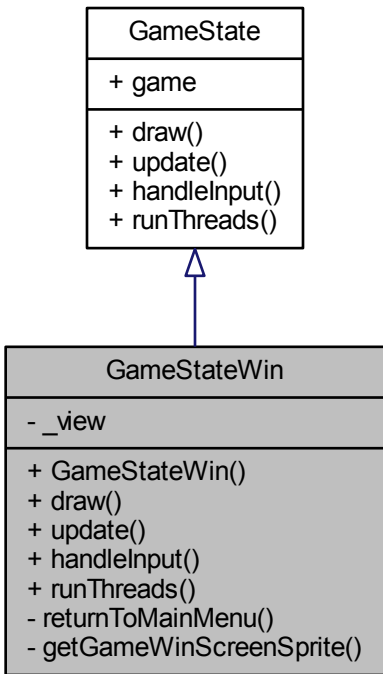 GameState
+ game
+ draw()
+ update()
+ handleInput()
+ runThreads()
GameStateWin
- _view
+ GameStateWin()
+ draw()
+ update()
+ handleInput()
+ runThreads()
- returnToMainMenu()
- getGameWinScreenSprite()